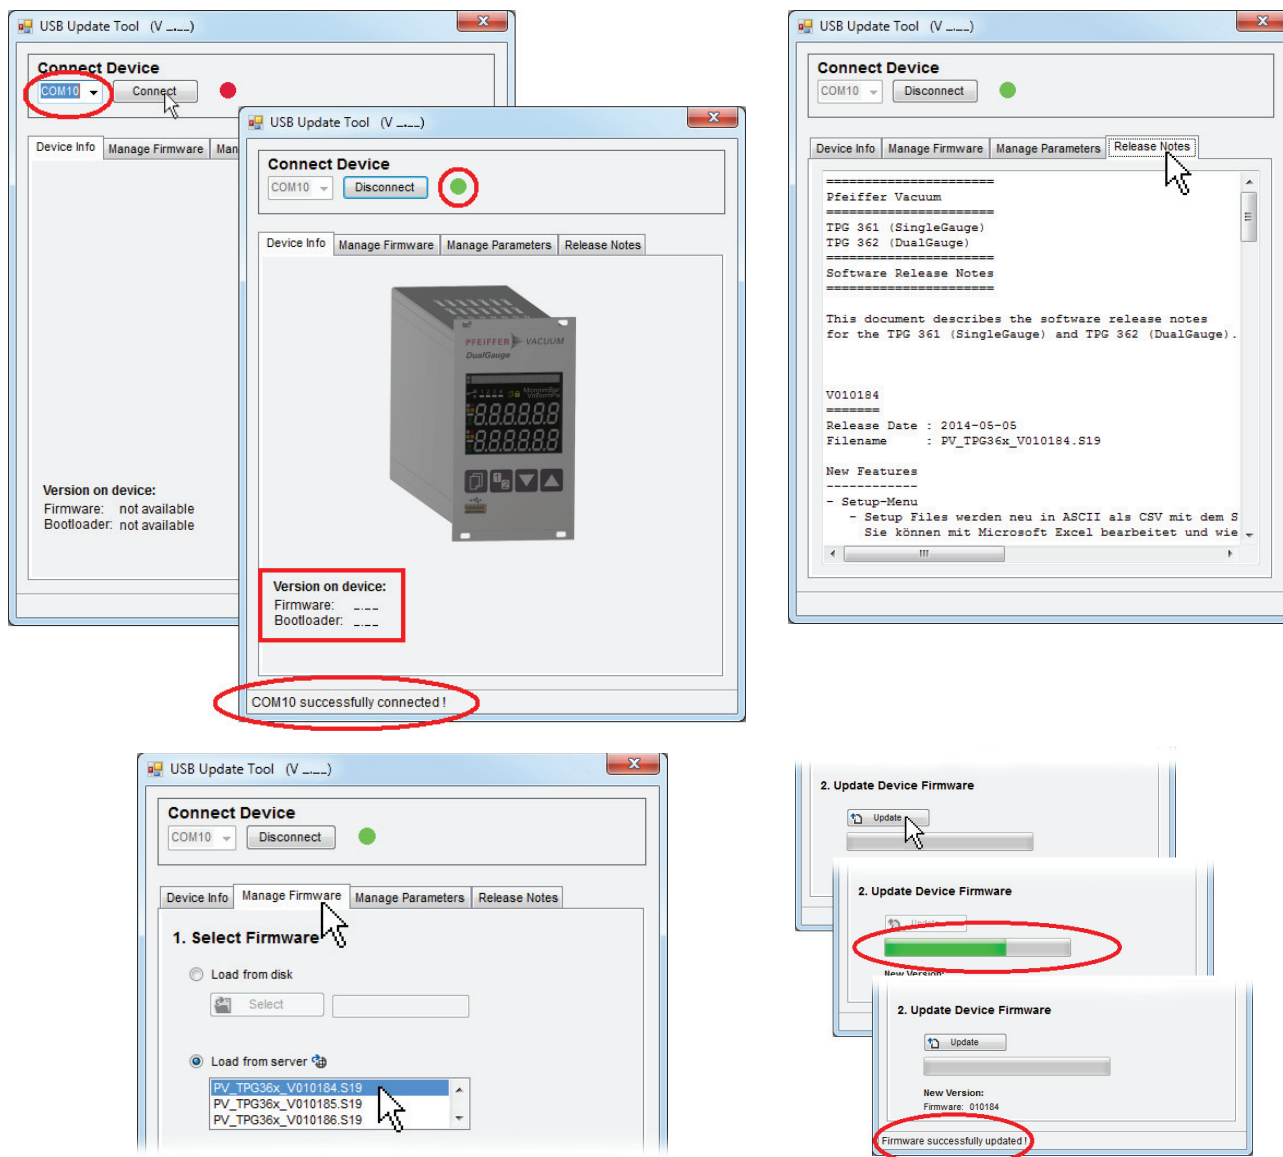 USB Update Tool (V _.__)
Connect Device
COM10
Connect
Device Info
Manage Firmware
Man
Version on device:
Firmware: not available
Bootloader: not available
USB Update Tool (V _.__)
Connect Device
COM10
Disconnect
Device Info
Manage Firmware
Manage Parameters
Release Notes
PFEIFFER VACUUM
DualGauge
Version on device:
Firmware: _.__
Bootloader: _.__
COM10 successfully connected !
USB Update Tool (V _.__)
Connect Device
COM10
Disconnect
Device Info
Manage Firmware
Manage Parameters
Release Notes
======================
Pfeiffer Vacuum
======================
TPG 361 (SingleGauge)
TPG 362 (DualGauge)
======================
Software Release Notes
======================
This document describes the software release notes
for the TPG 361 (SingleGauge) and TPG 362 (DualGauge).
V010184
=======
Release Date : 2014-05-05
Filename : PV_TPG36x_V010184.S19
New Features
------------
- Setup-Menu
- Setup Files werden neu in ASCII als CSV mit dem S
Sie können mit Microsoft Excel bearbeitet und wie
USB Update Tool (V _.__)
Connect Device
COM10
Disconnect
Device Info
Manage Firmware
Manage Parameters
Release Notes
1. Select Firmware
Load from disk
Select
Load from server
PV_TPG36x_V010184.S19
PV_TPG36x_V010185.S19
PV_TPG36x_V010186.S19
2. Update Device Firmware
Update
2. Update Device Firmware
Update
New Version:
2. Update Device Firmware
Update
New Version:
Firmware: 010184
Firmware successfully updated !